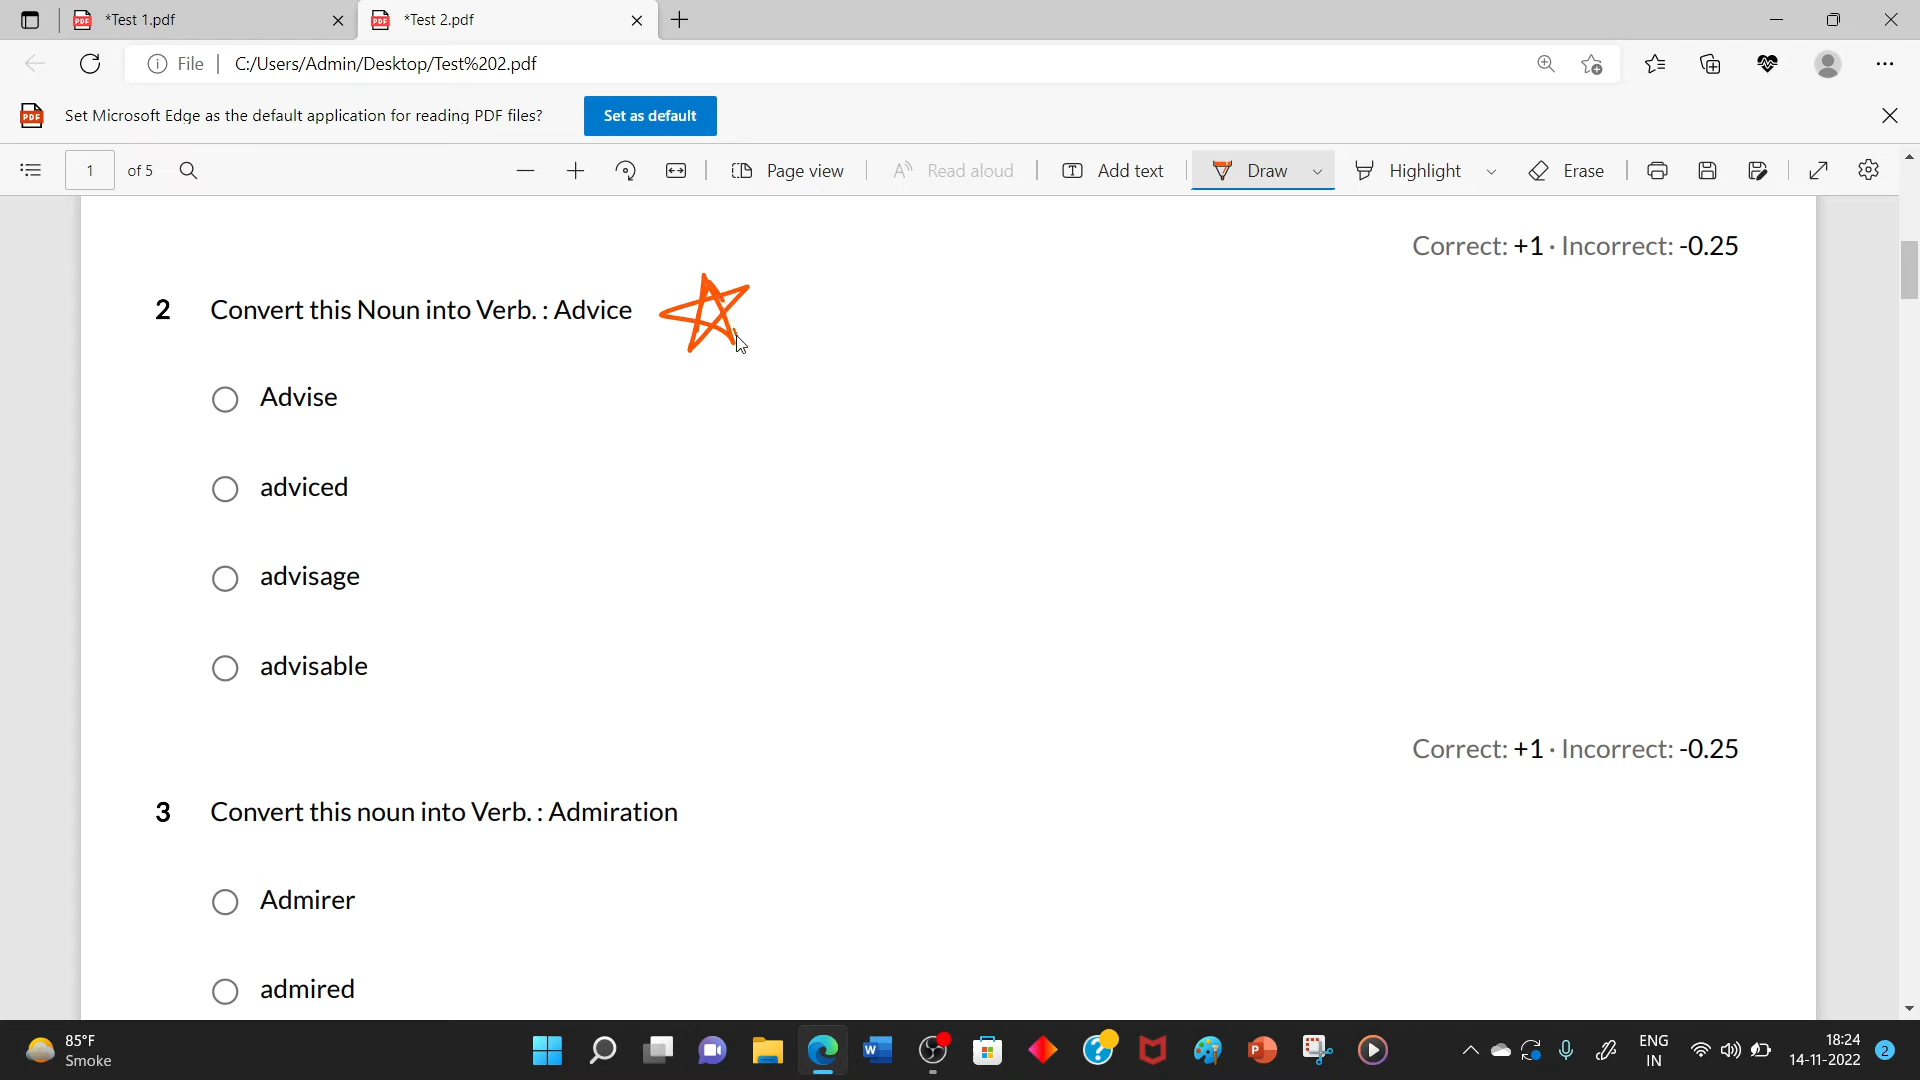 *Test 1.pdf
*Test 2.pdf
File C:/Users/Admin/Desktop/Test%202.pdf
PDF Set Microsoft Edge as the default application for reading PDF files? Set as default
1 of 5 Page view Read aloud Add text Draw Highlight Erase
Correct: +1 · Incorrect: -0.25
2 Convert this Noun into Verb. : Advice
Advise
adviced
advisage
advisable
Correct: +1 · Incorrect: -0.25
3 Convert this noun into Verb. : Admiration
Admirer
admired
85°F
Smoke
ENG
IN
18:24
14-11-2022
2